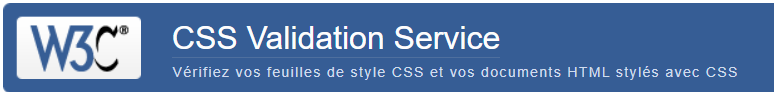 W3C®
CSS Validation Service
Vérifiez vos feuilles de style CSS et vos documents HTML stylés avec CSS